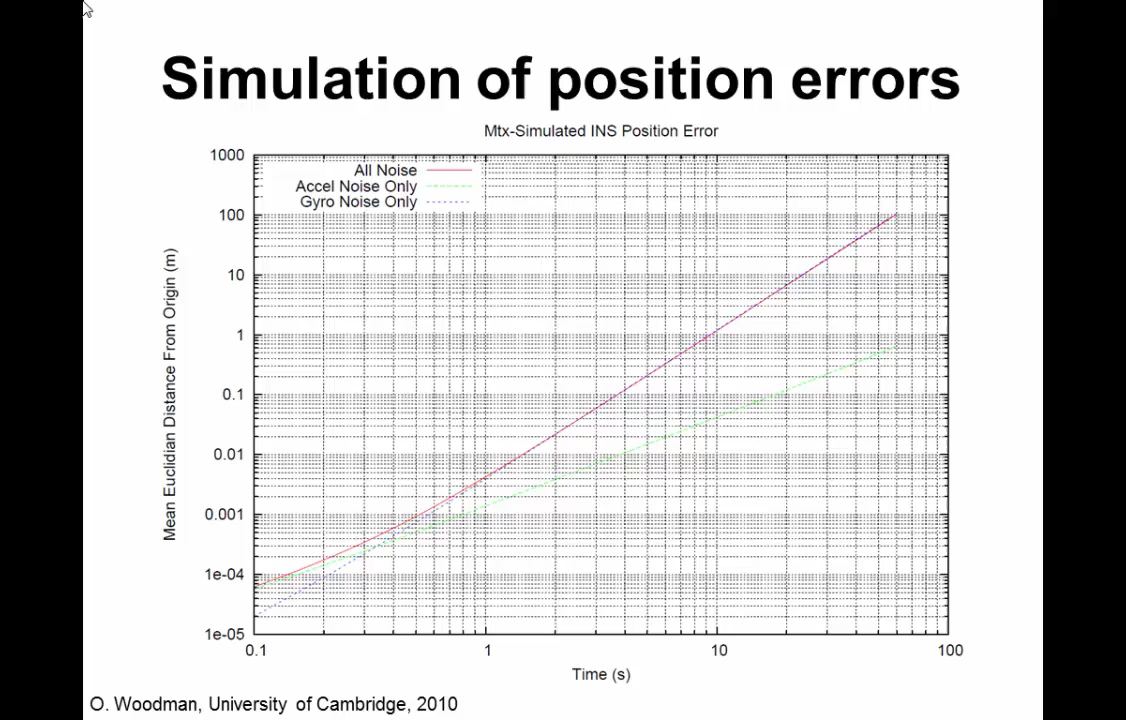 Simulation of position errors
Mtx-Simulated INS Position Error
1000
All Noise
Accel Noise Only
Gyro Noise Only
100
10
1
0.1
0.01
0.001
1e-04
1e-05
Mean Euclidian Distance From Origin (m)
0.1
1
10
100
Time (s)
O. Woodman, University of Cambridge, 2010